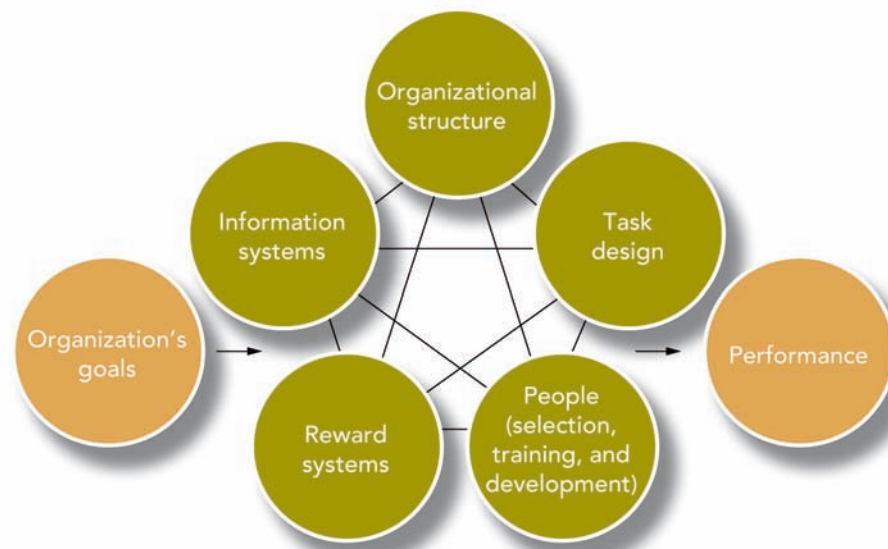 Organizational
structure
Information
systems
Task
design
Organization's
goals
Performance
Reward
systems
People
(selection,
training, and
development)